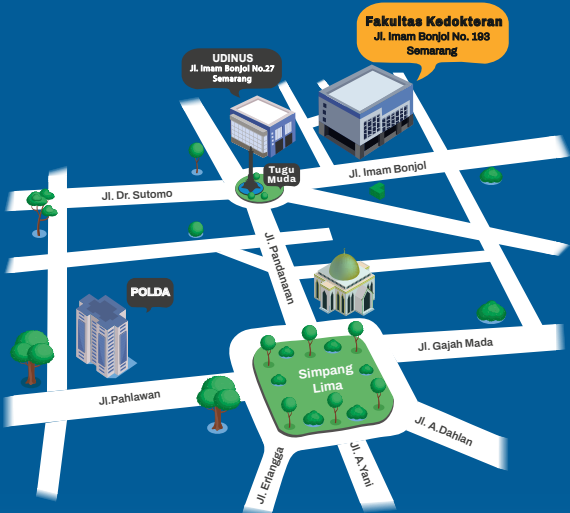 Fakultas Kedokteran
Jl. Imam Bonjol No. 193
Semarang
UDINUS
Jl. Imam Bonjol No.27
Semarang
Tugu
Muda
Jl. Imam Bonjol
Jl. Dr. Sutomo
Jl. Pandanaran
POLDA
Jl. Gajah Mada
Simpang
Lima
Jl.Pahlawan
Jl. A.Dahlan
Jl. Erlangga
Jl. A.Yani